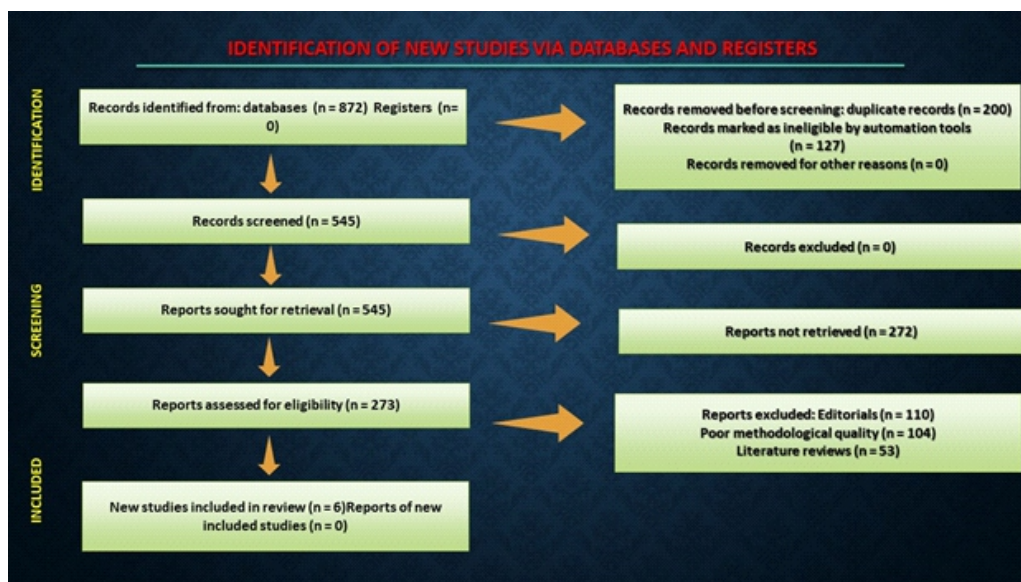 IDENTIFICATION OF NEW STUDIES VIA DATABASES AND REGISTERS
IDENTIFICATION
Records identified from: databases (n = 872) Registers (n=
0)
Records removed before screening: duplicate records (n = 200)
Records marked as ineligible by automation tools
(n = 127)
Records removed for other reasons (n = 0)
SCREENING
Records screened (n = 545)
Records excluded (n = 0)
Reports sought for retrieval (n = 545)
Reports not retrieved (n = 272)
Reports assessed for eligibility (n = 273)
Reports excluded: Editorials (n = 110)
Poor methodological quality (n = 104)
Literature reviews (n = 53)
INCLUDED
New studies included in review (n = 6)Reports of new
included studies (n = 0)